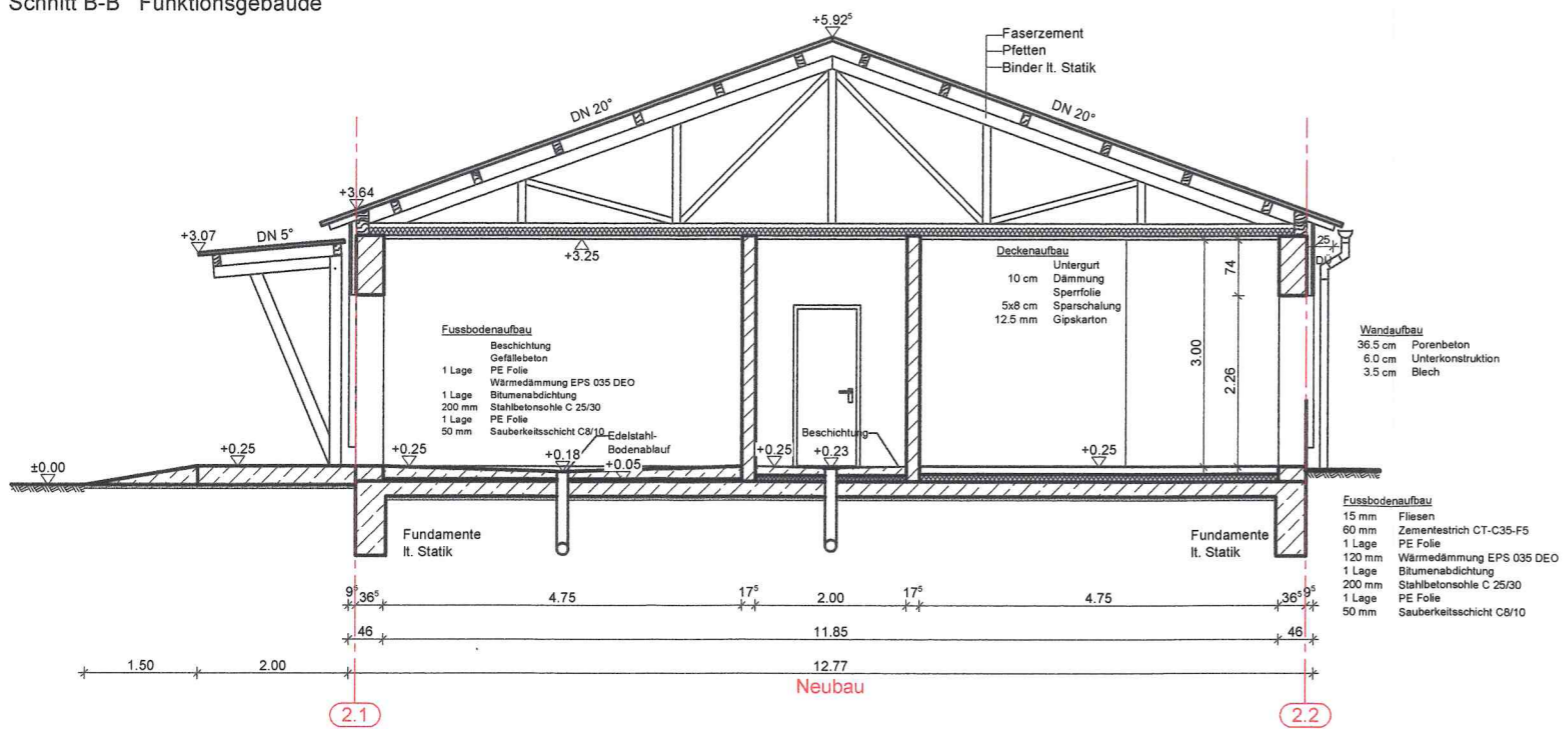 Schnitt B-B Funktionsgebäude
+5.92⁵
Faserzement
Pfetten
Binder lt. Statik
DN 20°
DN 20°
+3.64
+3.07
DN 5°
+3.25
25
DÜ
74
Deckenaufbau
Untergurt
10 cm Dämmung
Sperrfolie
5x8 cm Sparschalung
12.5 mm Gipskarton
3.00
2.26
Fussbodenaufbau
Beschichtung
Gefällebeton
1 Lage PE Folie
Wärmedämmung EPS 035 DEO
1 Lage Bitumenabdichtung
200 mm Stahlbetonsohle C 25/30
1 Lage PE Folie
50 mm Sauberkeitsschicht C8/10
Wandaufbau
36.5 cm Porenbeton
6.0 cm Unterkonstruktion
3.5 cm Blech
Edelstahl-
Bodenablauf
Beschichtung
±0.00
+0.25
+0.25
+0.18
+0.05
+0.25
+0.23
+0.25
Fundamente
lt. Statik
Fundamente
lt. Statik
Fussbodenaufbau
15 mm Fliesen
60 mm Zementestrich CT-C35-F5
1 Lage PE Folie
120 mm Wärmedämmung EPS 035 DEO
1 Lage Bitumenabdichtung
200 mm Stahlbetonsohle C 25/30
1 Lage PE Folie
50 mm Sauberkeitsschicht C8/10
9⁵ 36⁵ 4.75 17⁵ 2.00 17⁵ 4.75 36⁵ 9⁵
46 11.85 46
1.50 2.00 12.77
Neubau
2.1 2.2